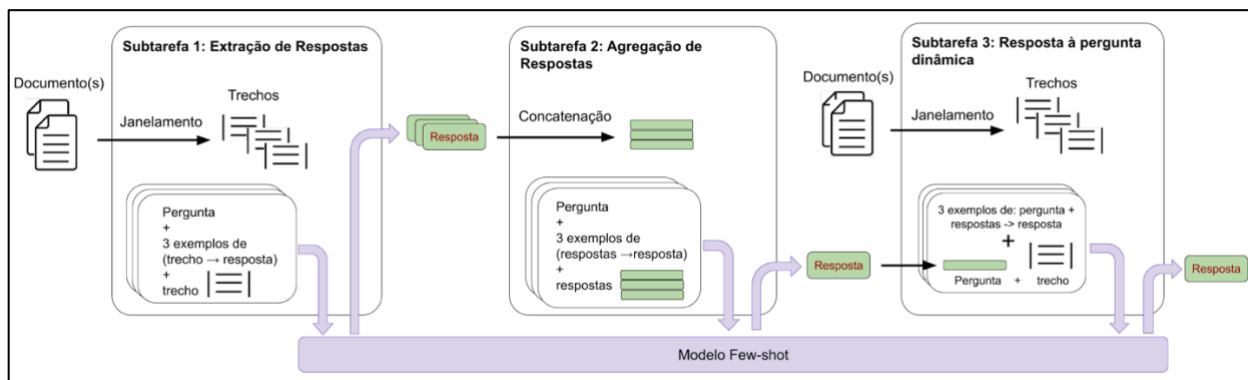 Subtarefa 1: Extração de Respostas
Documento(s)
Janelamento
Trechos
Pergunta
+
3 exemplos de
(trecho → resposta)
+
trecho
Resposta
Subtarefa 2: Agregação de
Respostas
Concatenação
Pergunta
+
3 exemplos de
(respostas →resposta)
+
respostas
Resposta
Subtarefa 3: Resposta à pergunta
dinâmica
Documento(s)
Janelamento
Trechos
3 exemplos de: pergunta +
respostas -> resposta
+
Pergunta + trecho
Resposta
Modelo Few-shot